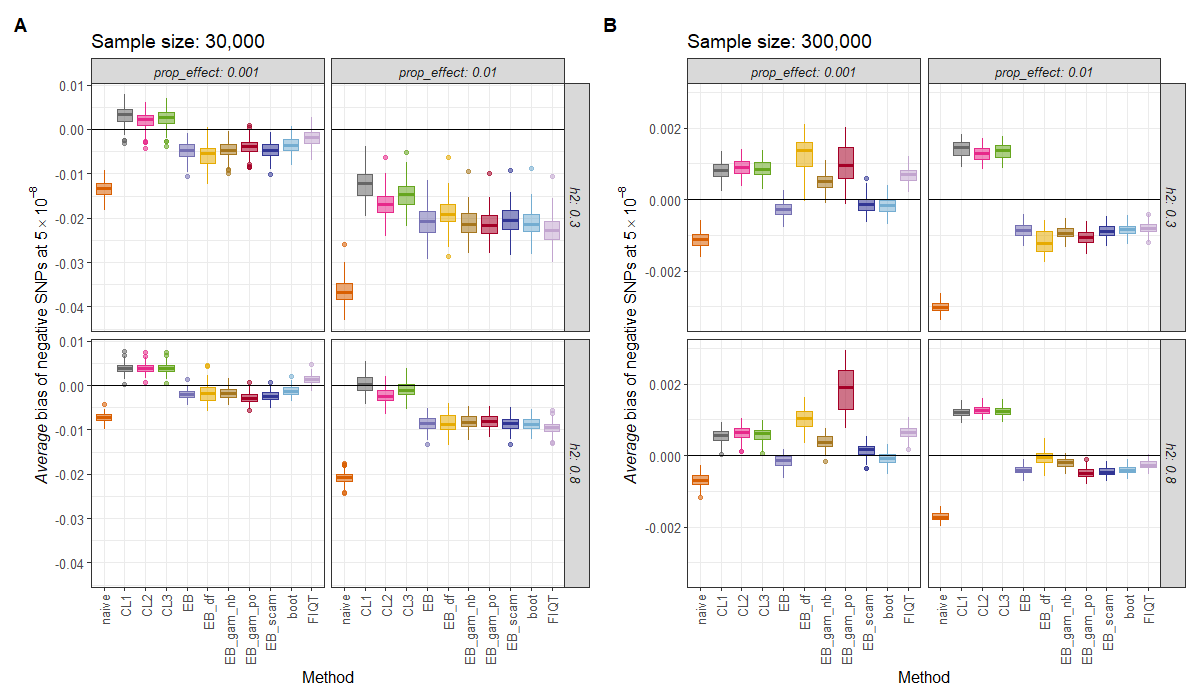 A
Sample size: 30,000
prop_effect: 0.001
prop_effect: 0.01
Average bias of negative SNPs at 5 × 10⁻⁸
0.01
0.00
-0.01
-0.02
-0.03
-0.04
h2: 0.3
0.01
0.00
-0.01
-0.02
-0.03
-0.04
h2: 0.8
naive
CL1
CL2
CL3
EB
EB_df
EB_gam_nb
EB_gam_po
EB_scam
boot
FIQT
naive
CL1
CL2
CL3
EB
EB_df
EB_gam_nb
EB_gam_po
EB_scam
boot
FIQT
Method
B
Sample size: 300,000
prop_effect: 0.001
prop_effect: 0.01
Average bias of negative SNPs at 5 × 10⁻⁸
0.002
0.000
-0.002
h2: 0.3
0.002
0.000
-0.002
h2: 0.8
naive
CL1
CL2
CL3
EB
EB_df
EB_gam_nb
EB_gam_po
EB_scam
boot
FIQT
naive
CL1
CL2
CL3
EB
EB_df
EB_gam_nb
EB_gam_po
EB_scam
boot
FIQT
Method